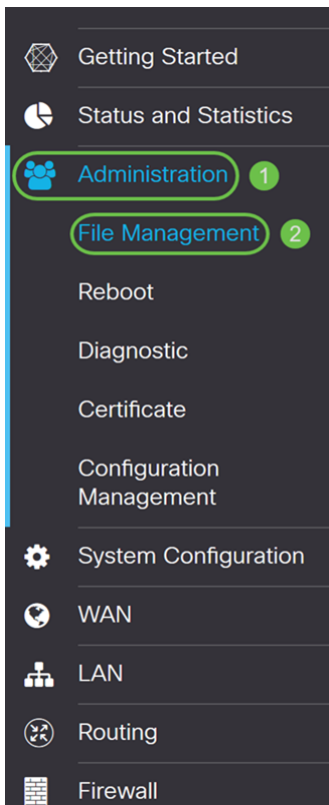 Getting Started
Status and Statistics
Administration 1
File Management 2
Reboot
Diagnostic
Certificate
Configuration
Management
System Configuration
WAN
LAN
Routing
Firewall